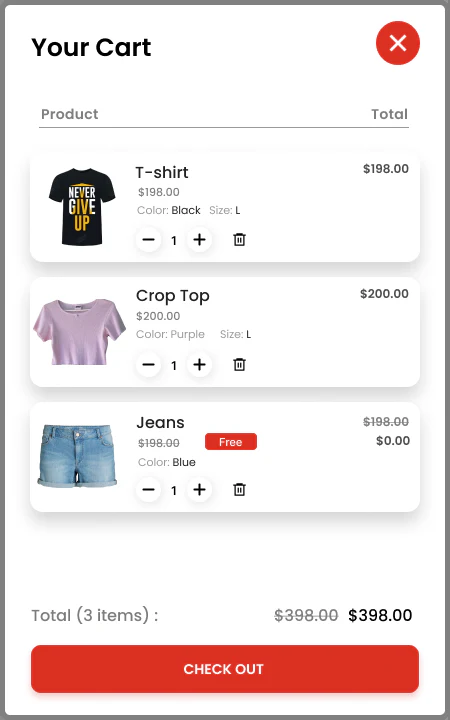 Your Cart
Product Total
NEVER
GIVE
UP
T-shirt $198.00
$198.00
Color: Black Size: L
1
Crop Top $200.00
$200.00
Color: Purple Size: L
1
Jeans $198.00
$198.00 Free $0.00
Color: Blue
1
Total (3 items) : $398.00 $398.00
CHECK OUT